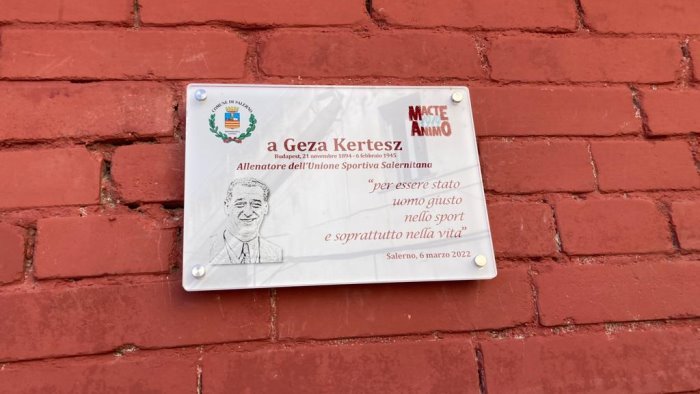 COMUNE DI SALERNO
MACTE
ANIMO
a Geza Kertesz
Budapest, 21 novembre 1894 - 6 febbraio 1945
Allenatore dell'Unione Sportiva Salernitana
"per essere stato
uomo giusto
nello sport
e soprattutto nella vita"
Salerno, 6 marzo 2022